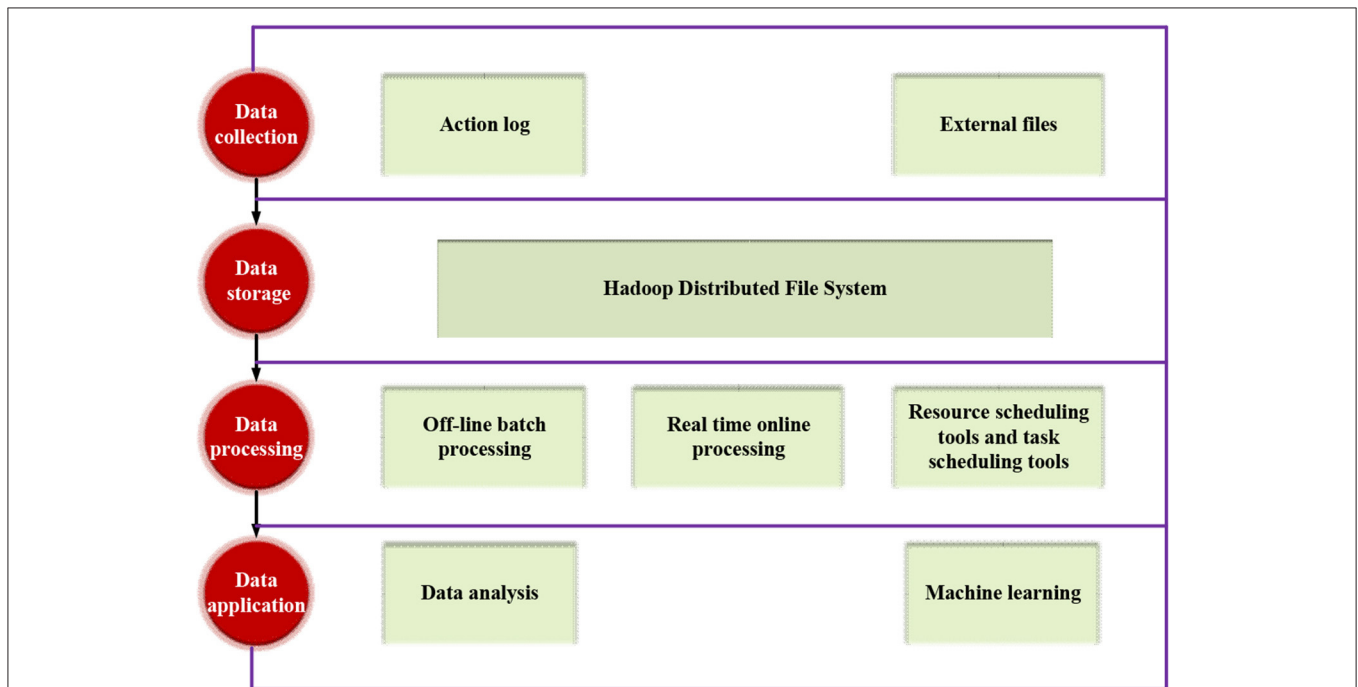 Data
collection
Action log
External files
Data
storage
Hadoop Distributed File System
Data
processing
Off-line batch
processing
Real time online
processing
Resource scheduling
tools and task
scheduling tools
Data
application
Data analysis
Machine learning